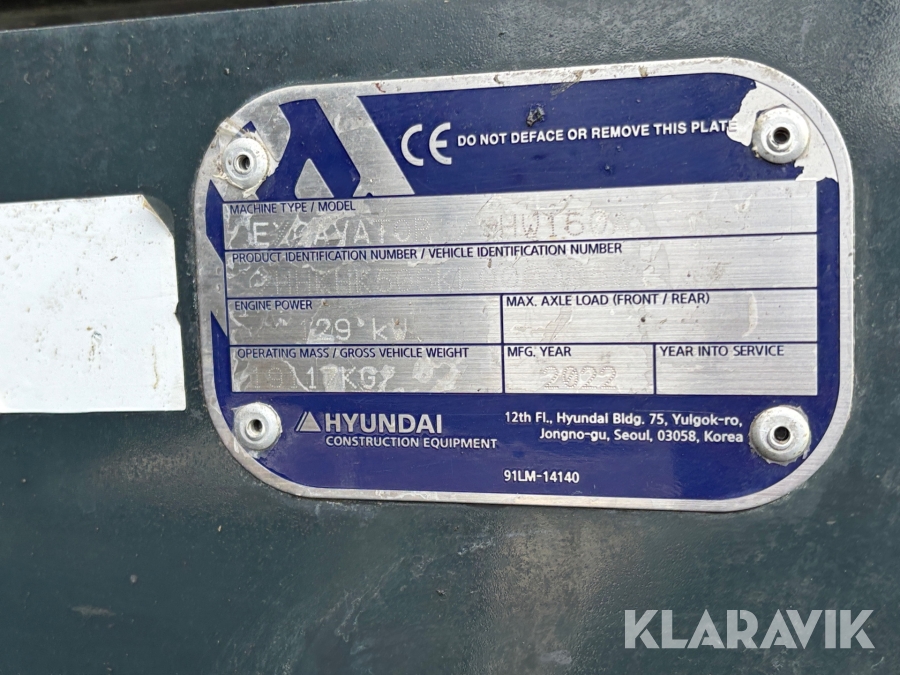 CE DO NOT DEFACE OR REMOVE THIS PLATE
MACHINE TYPE / MODEL
HW160
PRODUCT IDENTIFICATION NUMBER / VEHICLE IDENTIFICATION NUMBER
ENGINE POWER
MAX. AXLE LOAD (FRONT / REAR)
129 kW
OPERATING MASS / GROSS VEHICLE WEIGHT
MFG. YEAR
YEAR INTO SERVICE
2022
HYUNDAI
CONSTRUCTION EQUIPMENT
12th Fl., Hyundai Bldg. 75, Yulgok-ro,
Jongno-gu, Seoul, 03058, Korea
91LM-14140
KLARAVIK